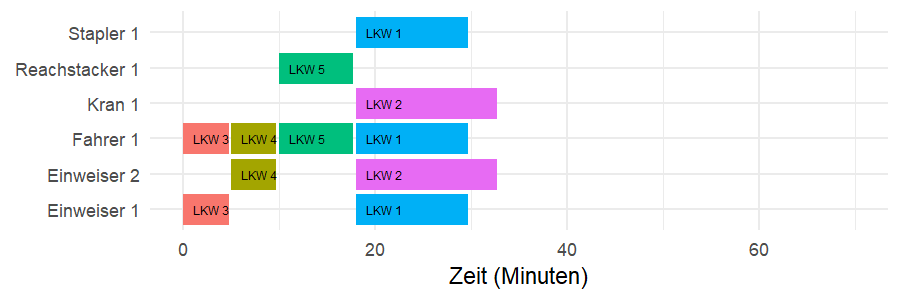 Stapler 1 LKW 1
Reachstacker 1 LKW 5
Kran 1 LKW 2
Fahrer 1 LKW 3 LKW 4 LKW 5 LKW 1
Einweiser 2 LKW 4 LKW 2
Einweiser 1 LKW 3 LKW 1
0 20 40 60
Zeit (Minuten)